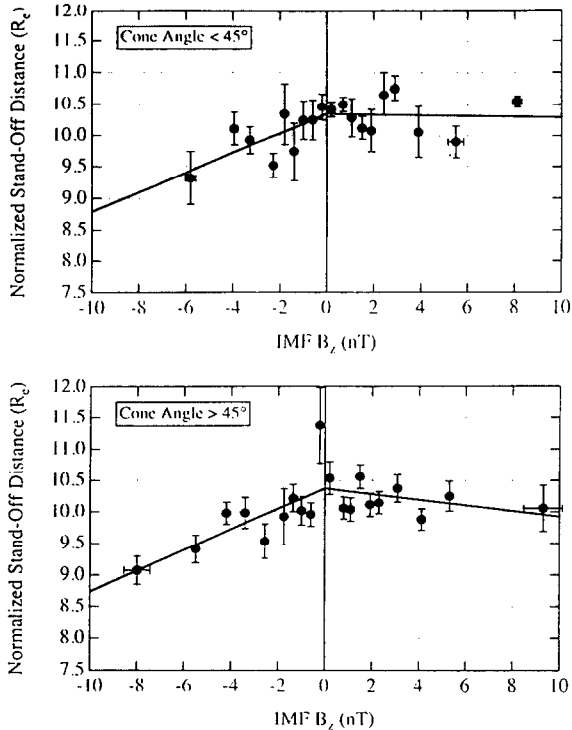 Normalized Stand-Off Distance (Re)
12.0
Cone Angle < 45°
11.5
11.0
10.5
10.0
9.5
9.0
8.5
8.0
7.5
-10 -8 -6 -4 -2 0 2 4 6 8 10
IMF Bz (nT)
Normalized Stand-Off Distance (Re)
12.0
Cone Angle > 45°
11.5
11.0
10.5
10.0
9.5
9.0
8.5
8.0
7.5
-10 -8 -6 -4 -2 0 2 4 6 8 10
IMF Bz (nT)